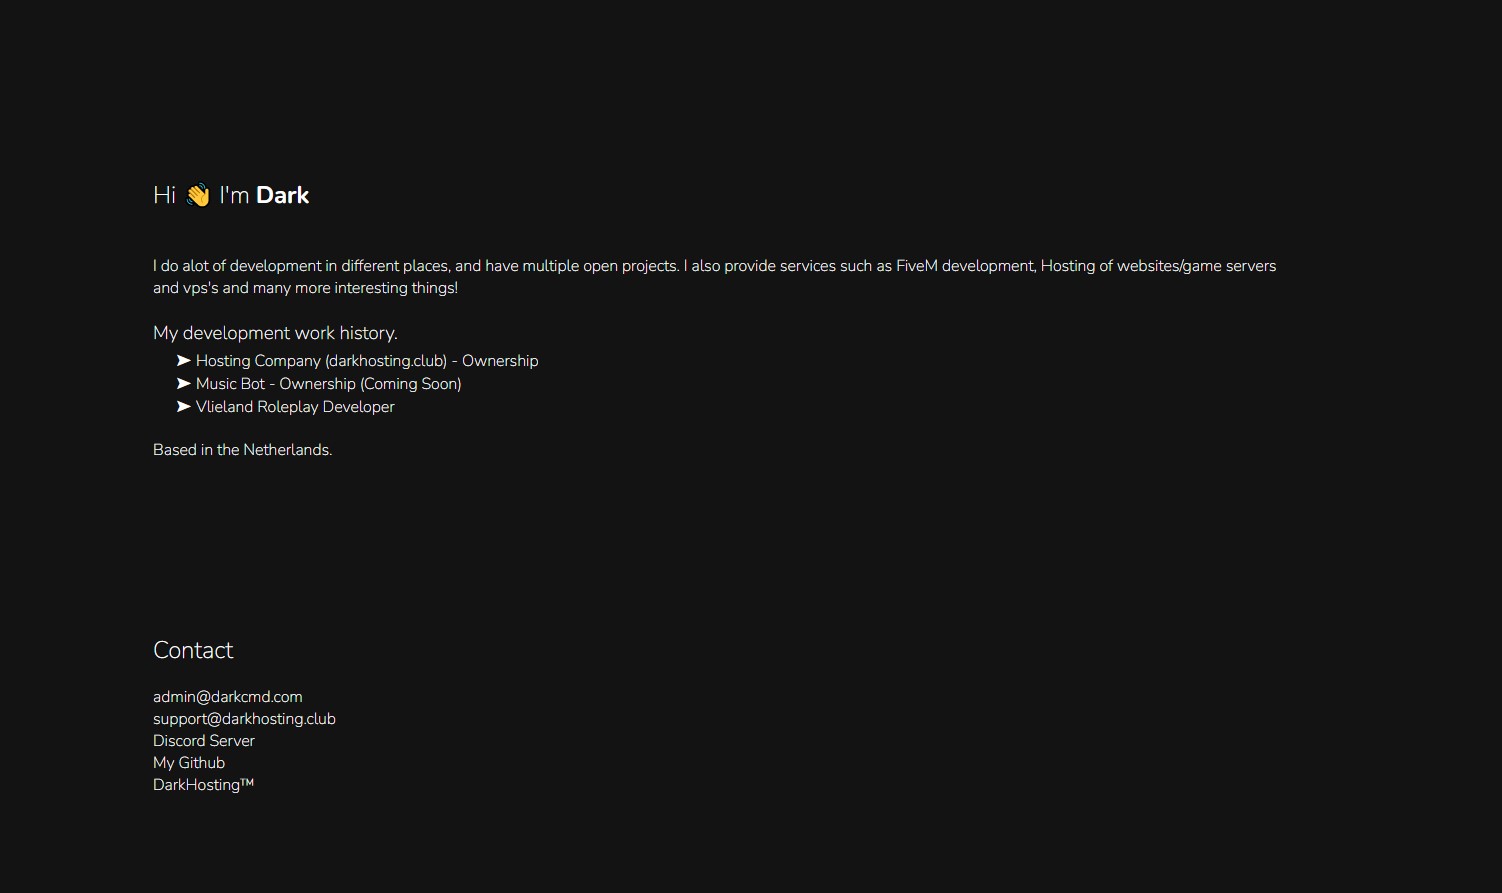 Hi 👋 I'm Dark
I do alot of development in different places, and have multiple open projects. I also provide services such as FiveM development, Hosting of websites/game servers
and vps's and many more interesting things!
My development work history.
➤ Hosting Company (darkhosting.club) - Ownership
➤ Music Bot - Ownership (Coming Soon)
➤ Vlieland Roleplay Developer
Based in the Netherlands.
Contact
admin@darkcmd.com
support@darkhosting.club
Discord Server
My Github
DarkHosting™